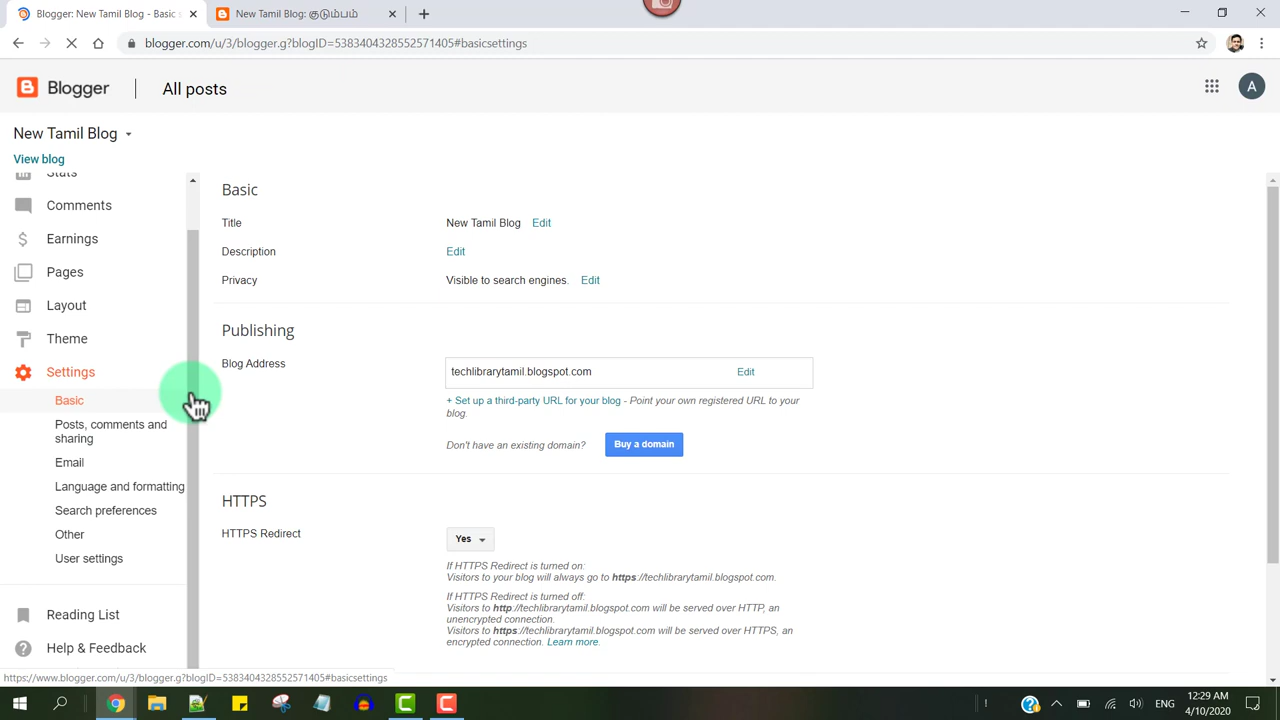 Blogger: New Tamil Blog - Basic s
New Tamil Blog: குடும்பம்
blogger.com/u/3/blogger.g?blogID=5383404328552571405#basicsettings
Blogger
All posts
A
New Tamil Blog
View blog
Stats
Comments
Earnings
Pages
Layout
Theme
Settings
Basic
Posts, comments and
sharing
Email
Language and formatting
Search preferences
Other
User settings
Reading List
Help & Feedback
Basic
Title New Tamil Blog Edit
Description Edit
Privacy Visible to search engines. Edit
Publishing
Blog Address techlibrarytamil.blogspot.com Edit
+ Set up a third-party URL for your blog - Point your own registered URL to your
blog.
Don't have an existing domain? Buy a domain
HTTPS
HTTPS Redirect Yes
If HTTPS Redirect is turned on:
Visitors to your blog will always go to https://techlibrarytamil.blogspot.com.
If HTTPS Redirect is turned off:
Visitors to http://techlibrarytamil.blogspot.com will be served over HTTP, an
unencrypted connection.
Visitors to https://techlibrarytamil.blogspot.com will be served over HTTPS, an
encrypted connection. Learn more.
https://www.blogger.com/u/3/blogger.g?blogID=5383404328552571405#basicsettings
ENG
12:29 AM
4/10/2020